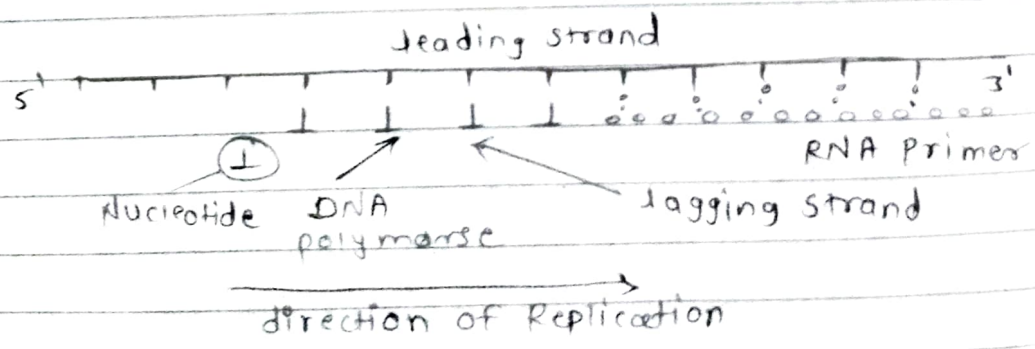 leading strand
5' 3'
RNA Primer
Nucleotide DNA lagging strand
polymarse
direction of Replication